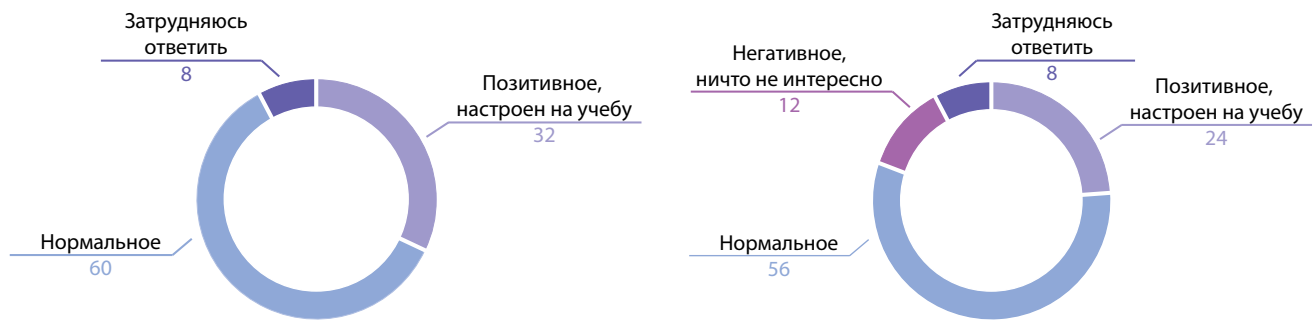 Затрудняюсь
ответить
8
Позитивное,
настроен на учебу
32
Нормальное
60
Затрудняюсь
ответить
8
Негативное,
ничто не интересно
12
Позитивное,
настроен на учебу
24
Нормальное
56